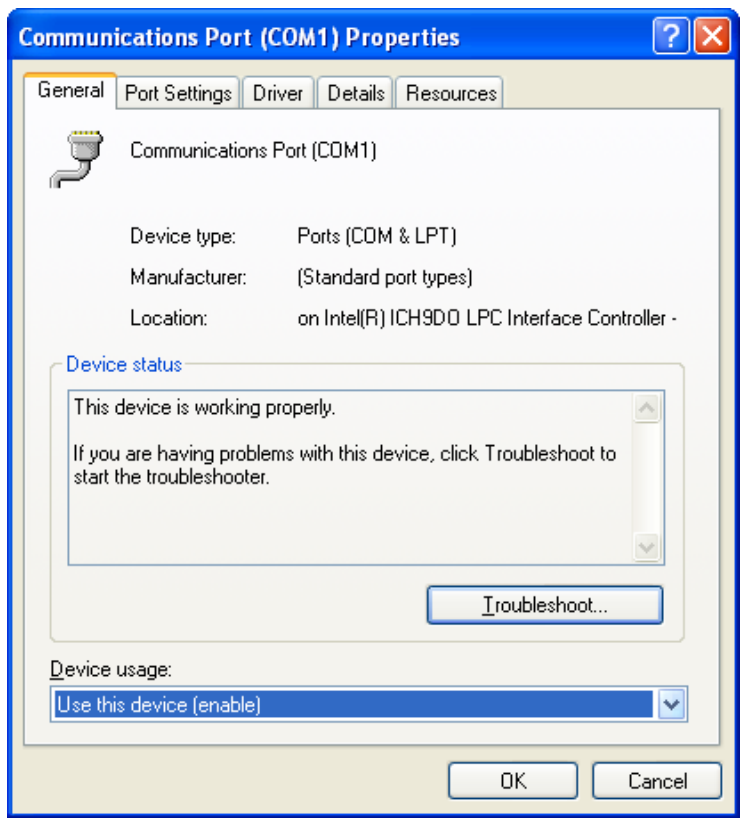 Communications Port (COM1) Properties
?
General Port Settings Driver Details Resources
Communications Port (COM1)
Device type: Ports (COM & LPT)
Manufacturer: (Standard port types)
Location: on Intel(R) ICH9DO LPC Interface Controller -
Device status
This device is working properly.
If you are having problems with this device, click Troubleshoot to
start the troubleshooter.
Troubleshoot...
Device usage:
Use this device (enable)
OK Cancel